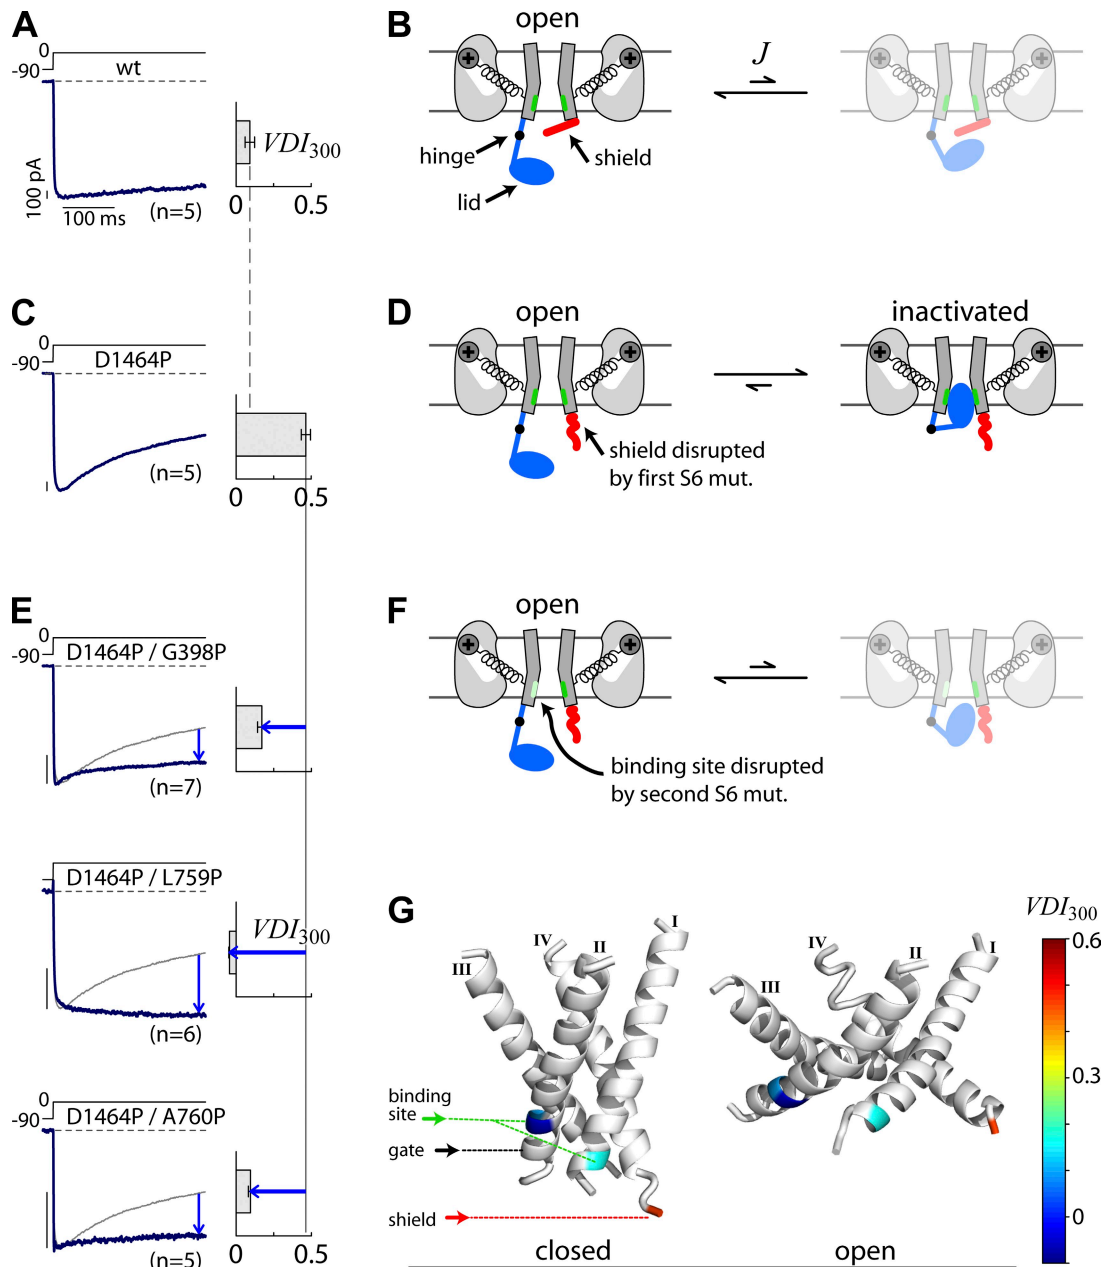 A
0
-90
wt
100 pA
100 ms
(n=5)
VDI300
0
0.5
B
open
J
hinge
shield
lid
C
0
-90
D1464P
(n=5)
0
0.5
D
open
inactivated
shield disrupted
by first S6 mut.
E
0
-90
D1464P / G398P
(n=7)
D1464P / L759P
VDI300
(n=6)
0
-90
D1464P / A760P
(n=5)
0
0.5
F
open
binding site disrupted
by second S6 mut.
G
VDI300
I
IV
II
III
binding
site
gate
shield
closed
IV
II
I
III
open
0.6
0.3
0